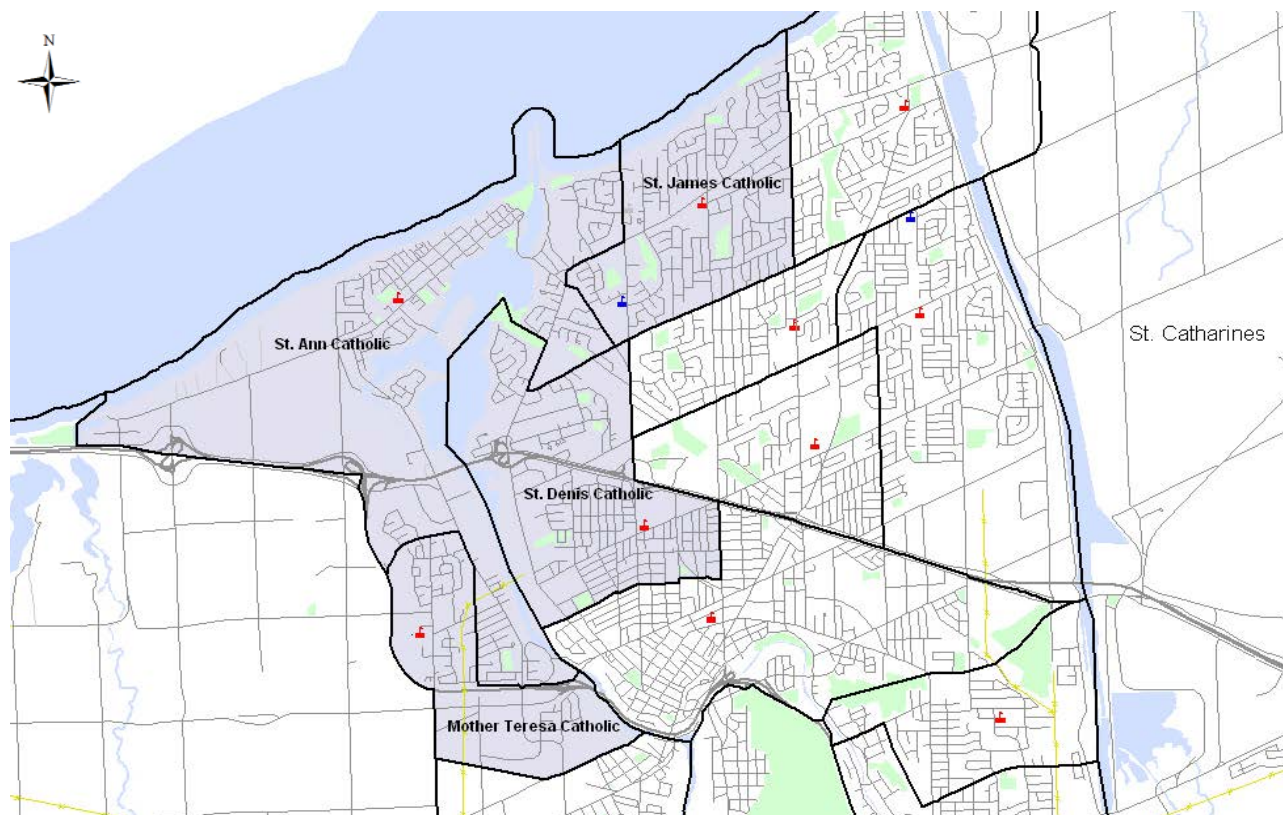 N
St. James Catholic
St. Ann Catholic
St. Catharines
St. Denis Catholic
Mother Teresa Catholic